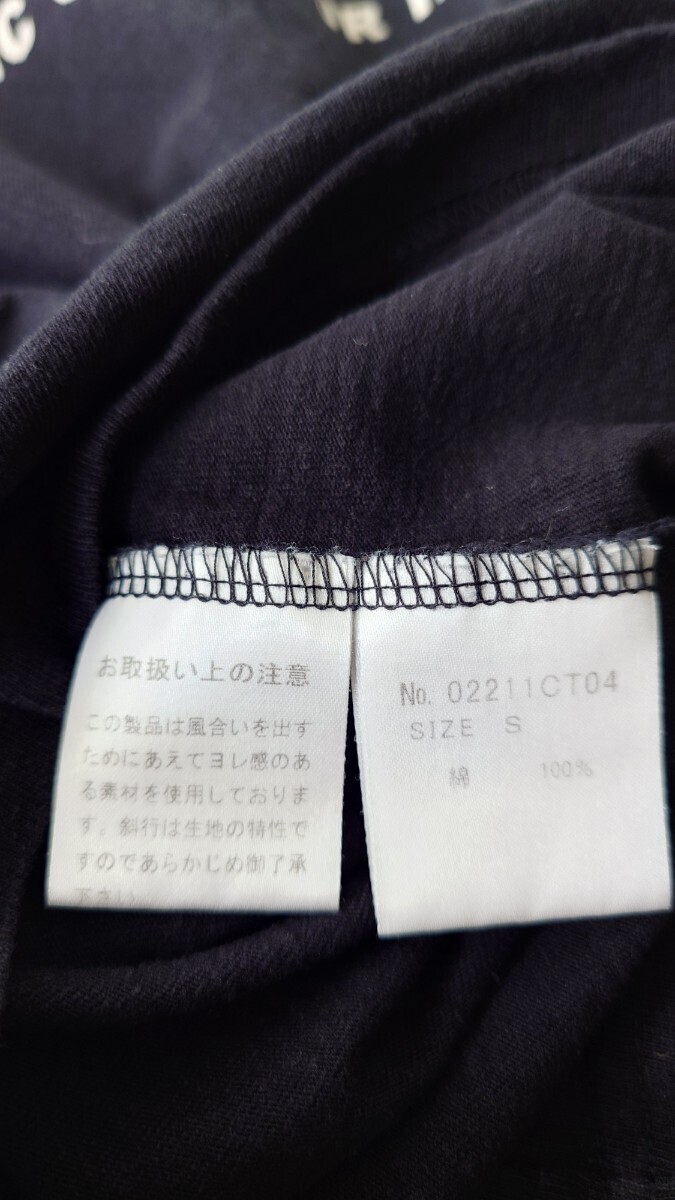 お取扱い上の注意
この製品は風合いを出す
ためにあえてヨレ感のあ
る素材を使用しておりま
す。斜行は生地の特性で
すのであらかじめ御了承
下さい
No. 02211CT04
SIZE S
綿 100%